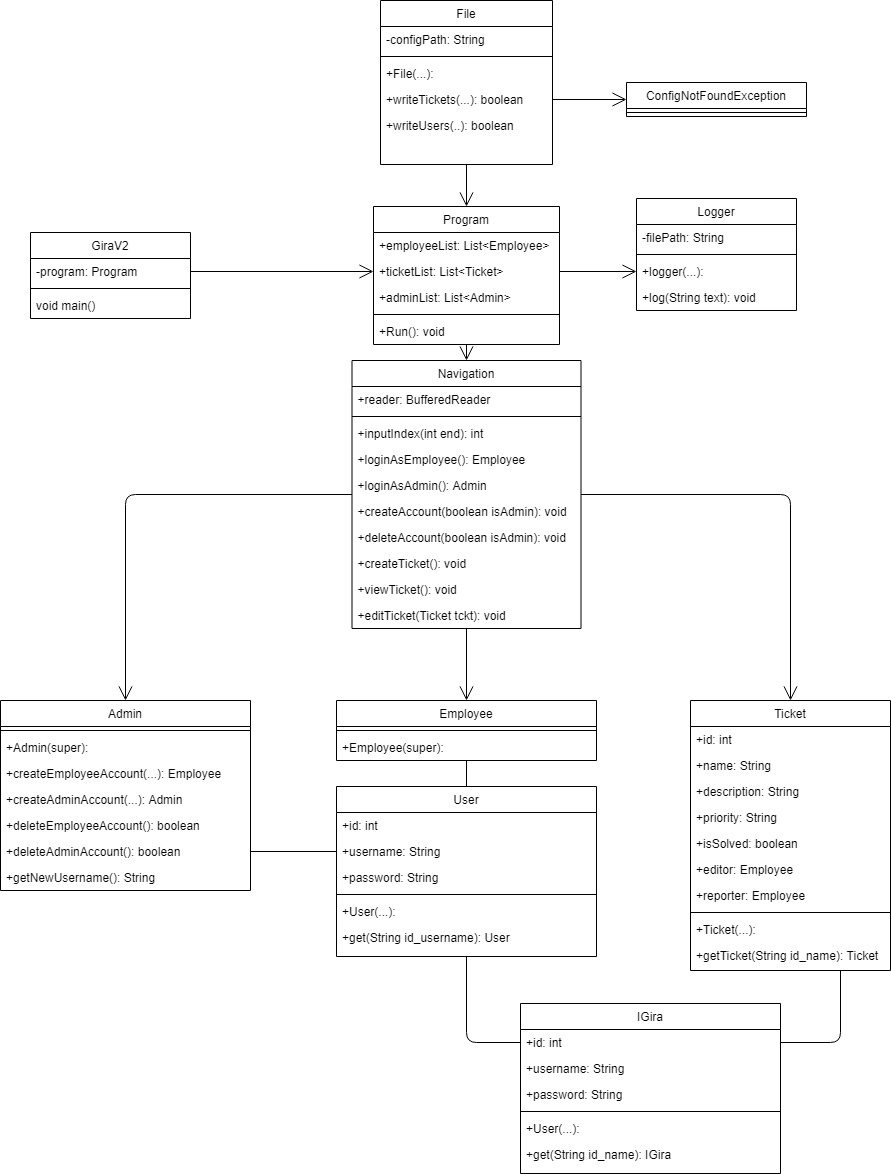 File
-configPath: String
+File(...):
+writeTickets(...): boolean
+writeUsers(..): boolean
ConfigNotFoundException
GiraV2
-program: Program
void main()
Program
+employeeList: List<Employee>
+ticketList: List<Ticket>
+adminList: List<Admin>
+Run(): void
Logger
-filePath: String
+logger(...):
+log(String text): void
Navigation
+reader: BufferedReader
+inputIndex(int end): int
+loginAsEmployee(): Employee
+loginAsAdmin(): Admin
+createAccount(boolean isAdmin): void
+deleteAccount(boolean isAdmin): void
+createTicket(): void
+viewTicket(): void
+editTicket(Ticket tckt): void
Admin
+Admin(super):
+createEmployeeAccount(...): Employee
+createAdminAccount(...): Admin
+deleteEmployeeAccount(): boolean
+deleteAdminAccount(): boolean
+getNewUsername(): String
Employee
+Employee(super):
User
+id: int
+username: String
+password: String
+User(...):
+get(String id_username): User
Ticket
+id: int
+name: String
+description: String
+priority: String
+isSolved: boolean
+editor: Employee
+reporter: Employee
+Ticket(...):
+getTicket(String id_name): Ticket
IGira
+id: int
+username: String
+password: String
+User(...):
+get(String id_name): IGira